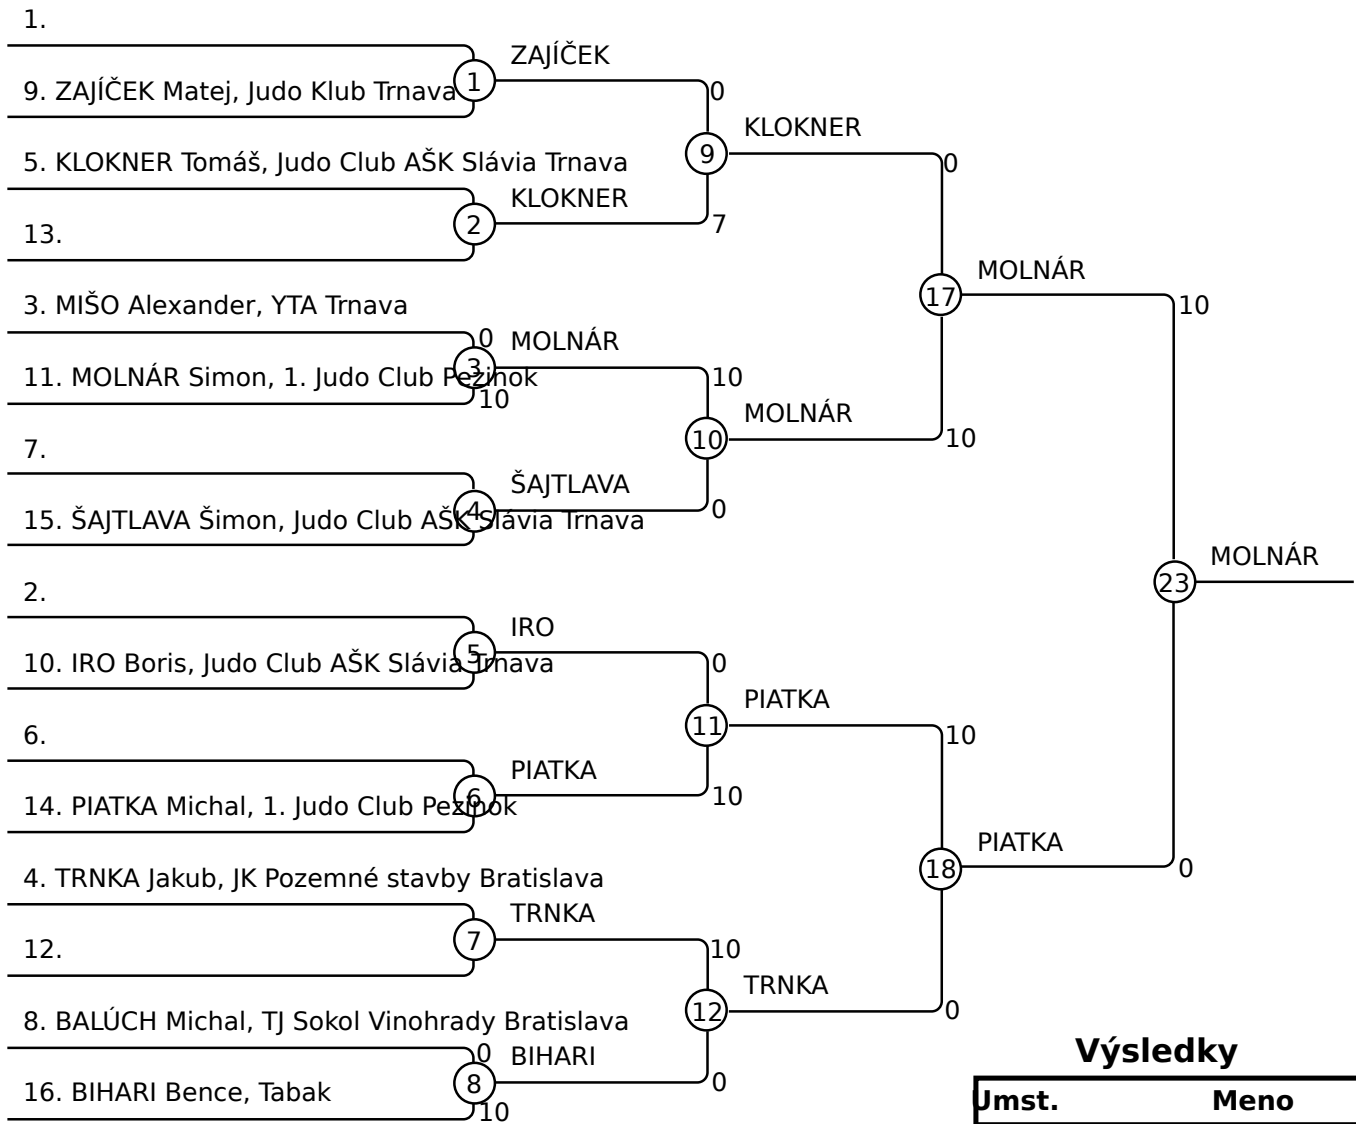 1.
ZAJÍČEK
9. ZAJÍČEK Matej, Judo Klub Trnava
1
0
KLOKNER
9
5. KLOKNER Tomáš, Judo Club AŠK Slávia Trnava
0
KLOKNER
2
7
13.
MOLNÁR
17
10
3. MIŠO Alexander, YTA Trnava
0
MOLNÁR
3
11. MOLNÁR Simon, 1. Judo Club Pezinok
10
10
MOLNÁR
10
10
7.
ŠAJTLAVA
4
0
15. ŠAJTLAVA Šimon, Judo Club AŠK Slávia Trnava
MOLNÁR
23
2.
IRO
5
0
10. IRO Boris, Judo Club AŠK Slávia Trnava
PIATKA
11
10
6.
PIATKA
6
10
14. PIATKA Michal, 1. Judo Club Pezinok
PIATKA
18
0
4. TRNKA Jakub, JK Pozemné stavby Bratislava
TRNKA
7
10
12.
TRNKA
12
0
8. BALÚCH Michal, TJ Sokol Vinohrady Bratislava
0
BIHARI
8
0
16. BIHARI Bence, Tabak
10
Výsledky
Umst. Meno